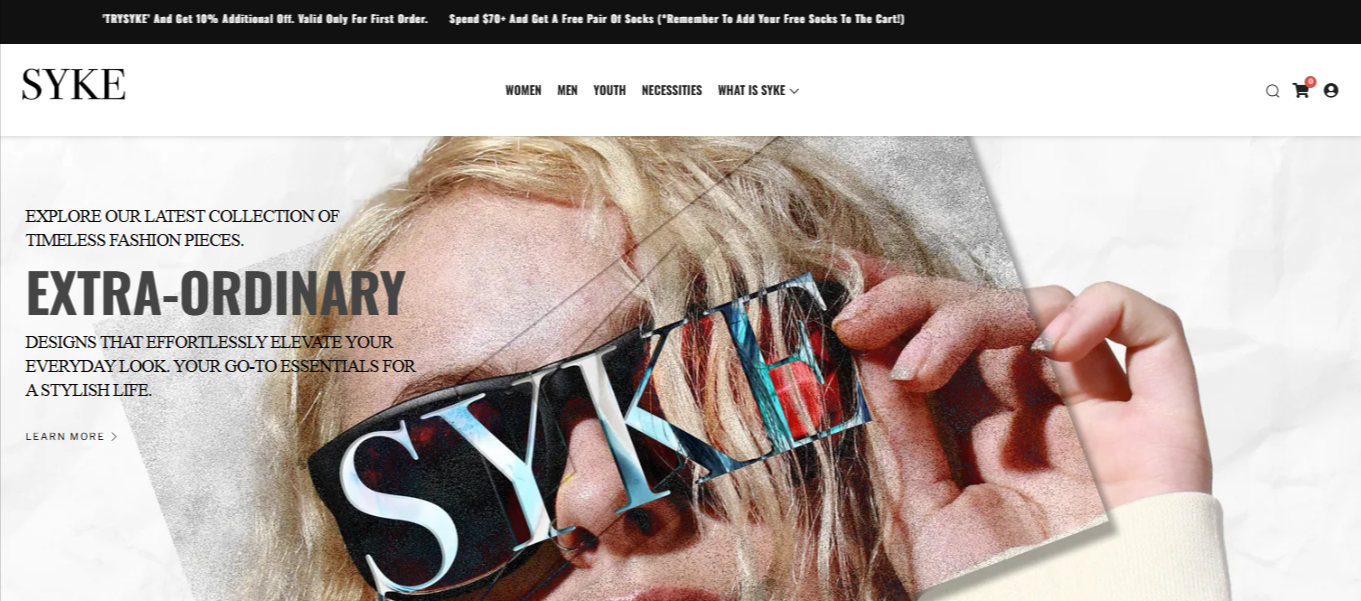 'TRYSYKE' And Get 10% Additional Off. Valid Only For First Order. Spend $70+ And Get A Free Pair Of Socks (*Remember To Add Your Free Socks To The Cart!)
SYKE
WOMEN MEN YOUTH NECESSITIES WHAT IS SYKE
0
EXPLORE OUR LATEST COLLECTION OF
TIMELESS FASHION PIECES.
EXTRA-ORDINARY
DESIGNS THAT EFFORTLESSLY ELEVATE YOUR
EVERYDAY LOOK. YOUR GO-TO ESSENTIALS FOR
A STYLISH LIFE.
LEARN MORE
SYKE